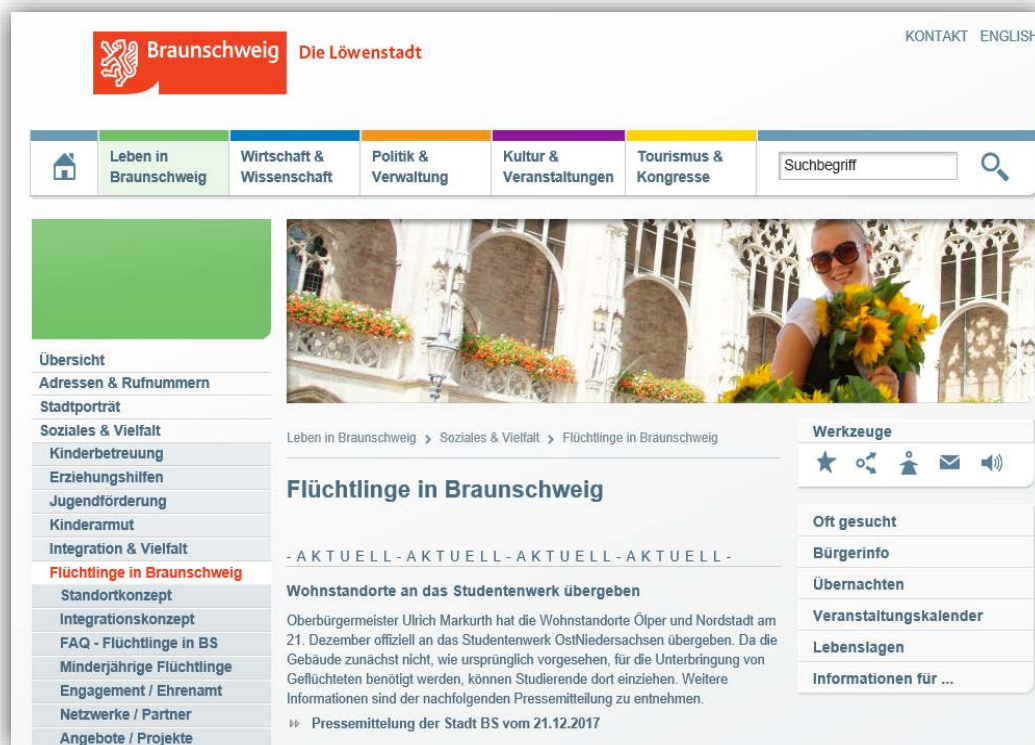 Braunschweig
Die Löwenstadt
KONTAKT ENGLISH
Leben in
Braunschweig
Wirtschaft &
Wissenschaft
Politik &
Verwaltung
Kultur &
Veranstaltungen
Tourismus &
Kongresse
Suchbegriff
Übersicht
Adressen & Rufnummern
Stadtporträt
Soziales & Vielfalt
Kinderbetreuung
Erziehungshilfen
Jugendförderung
Kinderarmut
Integration & Vielfalt
Flüchtlinge in Braunschweig
Standortkonzept
Integrationskonzept
FAQ - Flüchtlinge in BS
Minderjährige Flüchtlinge
Engagement / Ehrenamt
Netzwerke / Partner
Angebote / Projekte
Leben in Braunschweig > Soziales & Vielfalt > Flüchtlinge in Braunschweig
Flüchtlinge in Braunschweig
- A K T U E L L - A K T U E L L - A K T U E L L - A K T U E L L -
Wohnstandorte an das Studentenwerk übergeben
Oberbürgermeister Ulrich Markurth hat die Wohnstandorte Ölper und Nordstadt am
21. Dezember offiziell an das Studentenwerk OstNiedersachsen übergeben. Da die
Gebäude zunächst nicht, wie ursprünglich vorgesehen, für die Unterbringung von
Geflüchteten benötigt werden, können Studierende dort einziehen. Weitere
Informationen sind der nachfolgenden Pressemitteilung zu entnehmen.
Pressemittelung der Stadt BS vom 21.12.2017
Werkzeuge
Oft gesucht
Bürgerinfo
Übernachten
Veranstaltungskalender
Lebenslagen
Informationen für ...